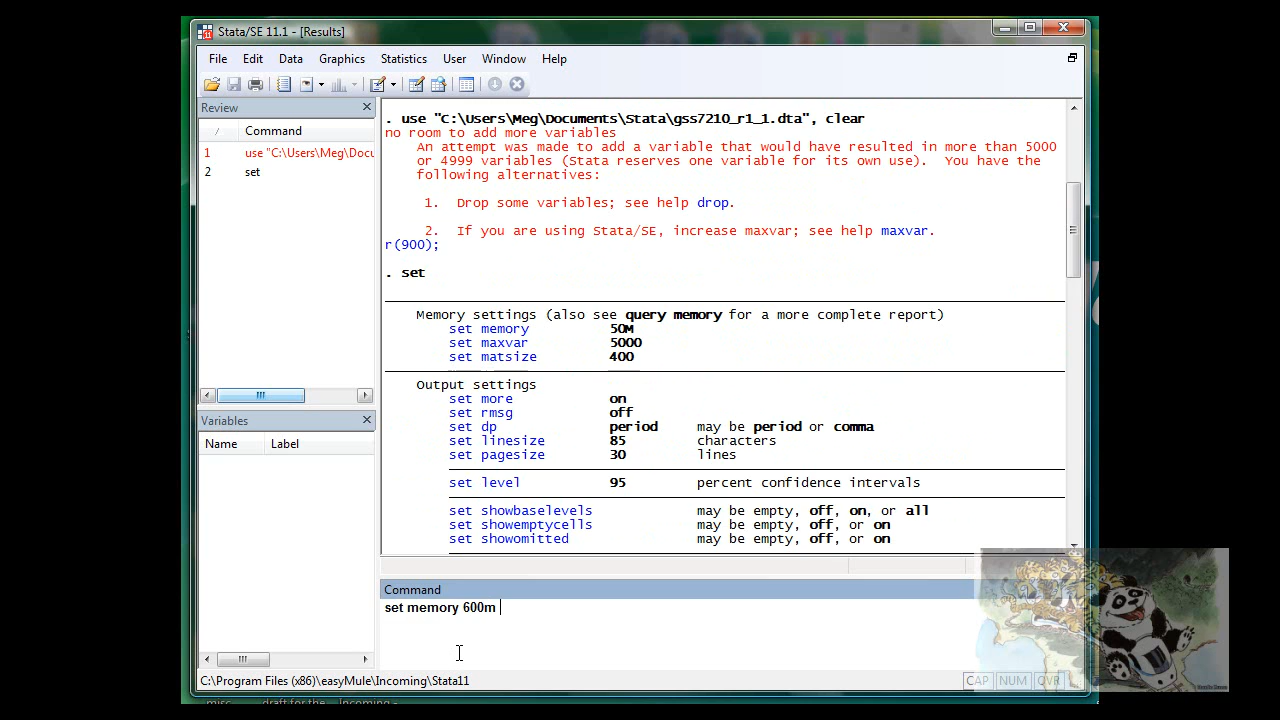 Stata/SE 11.1 - [Results]
File Edit Data Graphics Statistics User Window Help
Review
Command
1 use "C:\Users\Meg\Docu
2 set
Variables
Name Label
. use "C:\Users\Meg\Documents\Stata\gss7210_r1_1.dta", clear
no room to add more variables
An attempt was made to add a variable that would have resulted in more than 5000
or 4999 variables (Stata reserves one variable for its own use). You have the
following alternatives:
1. Drop some variables; see help drop.
2. If you are using Stata/SE, increase maxvar; see help maxvar.
r(900);
. set
Memory settings (also see query memory for a more complete report)
set memory 50M
set maxvar 5000
set matsize 400
Output settings
set more on
set rmsg off
set dp period may be period or comma
set linesize 85 characters
set pagesize 30 lines
set level 95 percent confidence intervals
set showbaselevels may be empty, off, on, or all
set showemptycells may be empty, off, or on
set showomitted may be empty, off, or on
Command
set memory 600m
C:\Program Files (x86)\easyMule\Incoming\Stata11
CAP NUM OVR